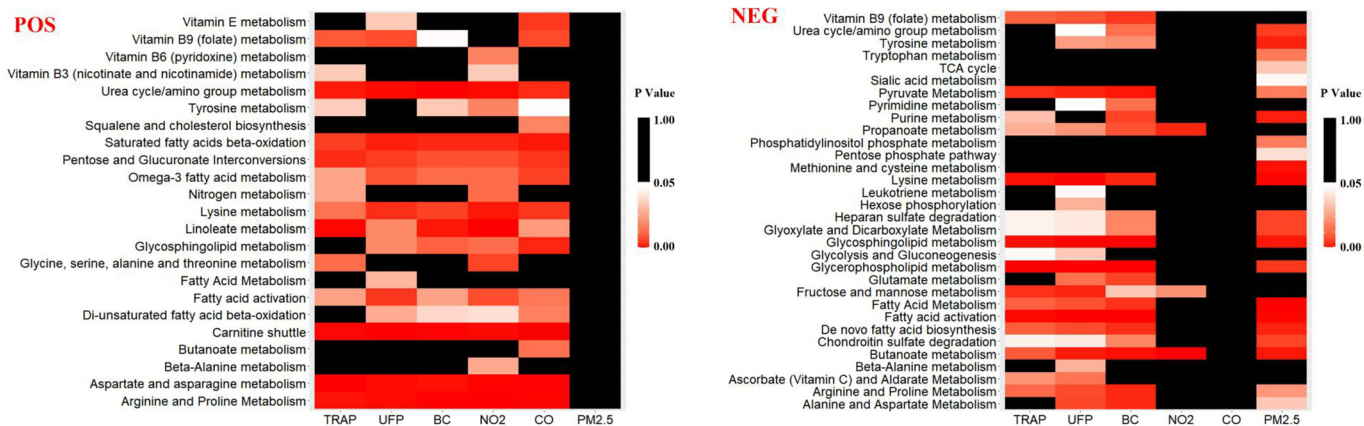 POS
Vitamin E metabolism
Vitamin B9 (folate) metabolism
Vitamin B6 (pyridoxine) metabolism
Vitamin B3 (nicotinate and nicotinamide) metabolism
Urea cycle/amino group metabolism
Tyrosine metabolism
Squalene and cholesterol biosynthesis
Saturated fatty acids beta-oxidation
Pentose and Glucuronate Interconversions
Omega-3 fatty acid metabolism
Nitrogen metabolism
Lysine metabolism
Linoleate metabolism
Glycosphingolipid metabolism
Glycine, serine, alanine and threonine metabolism
Fatty Acid Metabolism
Fatty acid activation
Di-unsaturated fatty acid beta-oxidation
Carnitine shuttle
Butanoate metabolism
Beta-Alanine metabolism
Aspartate and asparagine metabolism
Arginine and Proline Metabolism
TRAP UFP BC NO2 CO PM2.5
P Value
1.00
0.05
0.00
NEG
Vitamin B9 (folate) metabolism
Urea cycle/amino group metabolism
Tyrosine metabolism
Tryptophan metabolism
TCA cycle
Sialic acid metabolism
Pyruvate Metabolism
Pyrimidine metabolism
Purine metabolism
Propanoate metabolism
Phosphatidylinositol phosphate metabolism
Pentose phosphate pathway
Methionine and cysteine metabolism
Lysine metabolism
Leukotriene metabolism
Hexose phosphorylation
Heparan sulfate degradation
Glyoxylate and Dicarboxylate Metabolism
Glycosphingolipid metabolism
Glycolysis and Gluconeogenesis
Glycerophospholipid metabolism
Glutamate metabolism
Fructose and mannose metabolism
Fatty Acid Metabolism
Fatty acid activation
De novo fatty acid biosynthesis
Chondroitin sulfate degradation
Butanoate metabolism
Beta-Alanine metabolism
Ascorbate (Vitamin C) and Aldarate Metabolism
Arginine and Proline Metabolism
Alanine and Aspartate Metabolism
TRAP UFP BC NO2 CO PM2.5
P Value
1.00
0.05
0.00